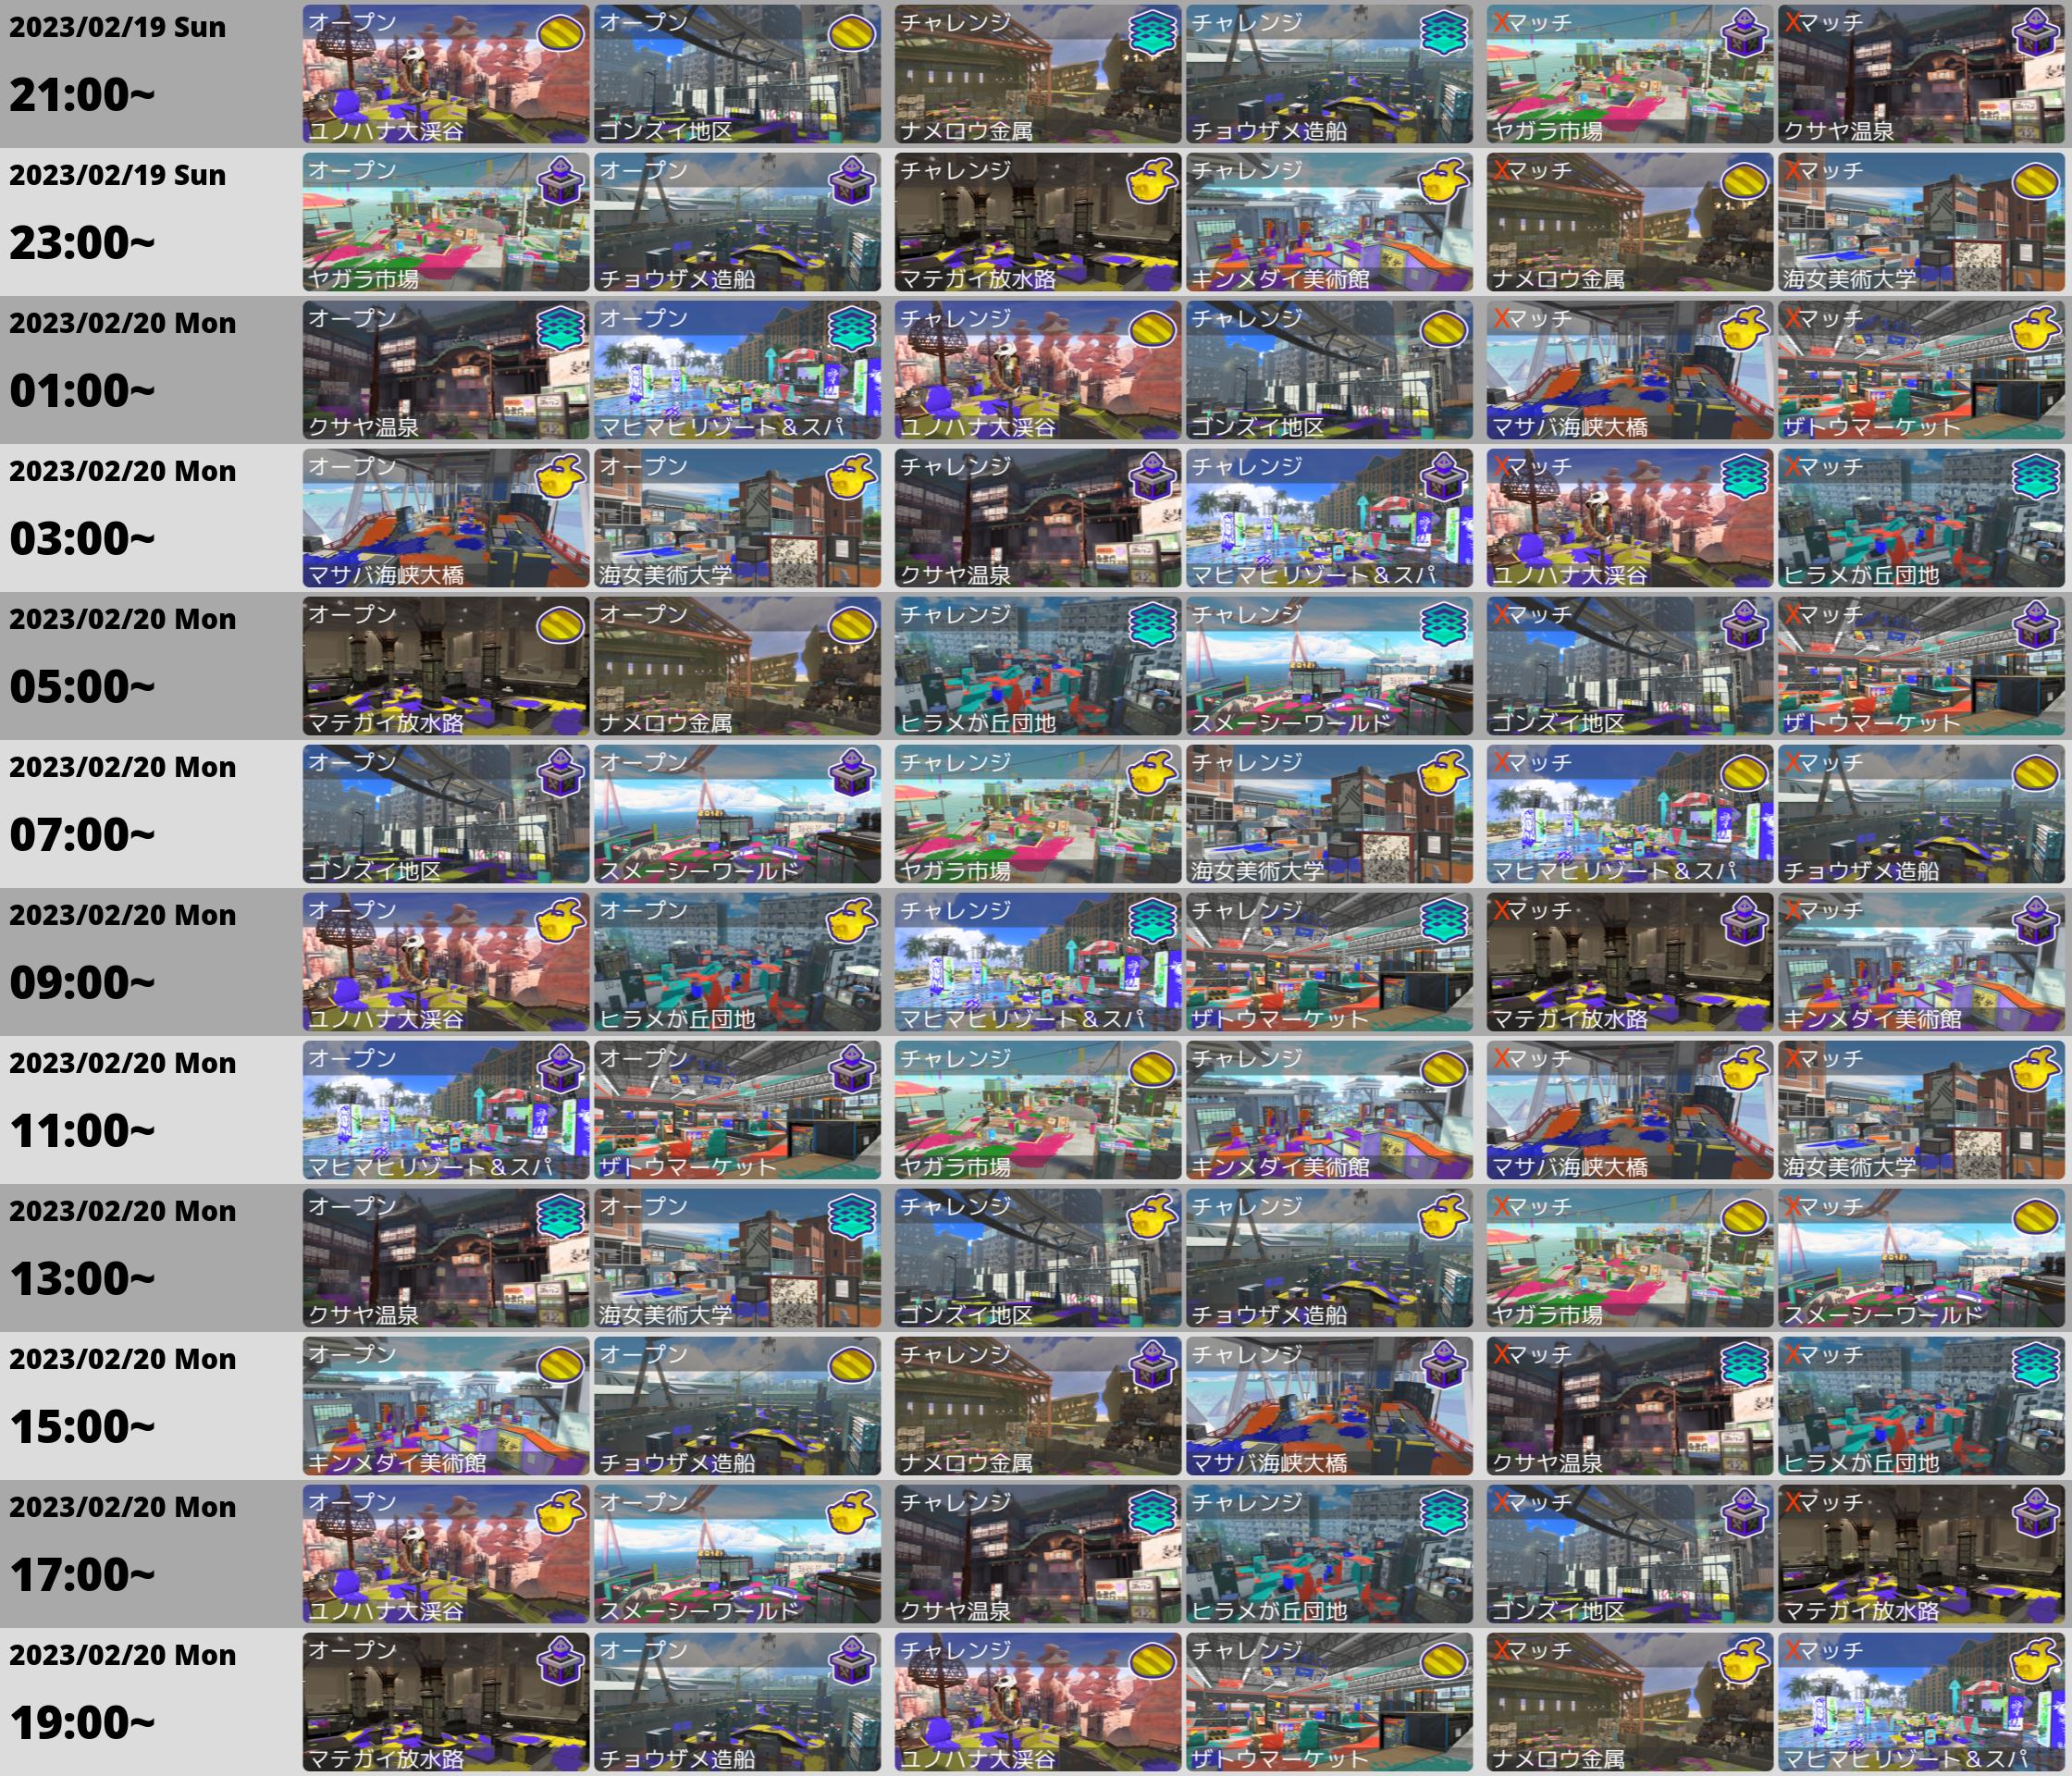 2023/02/19 Sun
21:00~
オープン オープン チャレンジ チャレンジ Xマッチ Xマッチ
ユノハナ大渓谷 ゴンズイ地区 ナメロウ金属 チョウザメ造船 ヤガラ市場 クサヤ温泉
2023/02/19 Sun
23:00~
オープン オープン チャレンジ チャレンジ Xマッチ Xマッチ
ヤガラ市場 チョウザメ造船 マテガイ放水路 キンメダイ美術館 ナメロウ金属 海女美術大学
2023/02/20 Mon
01:00~
オープン オープン チャレンジ チャレンジ Xマッチ Xマッチ
クサヤ温泉 マヒマヒリゾート&スパ ユノハナ大渓谷 ゴンズイ地区 マサバ海峡大橋 ザトウマーケット
2023/02/20 Mon
03:00~
オープン オープン チャレンジ チャレンジ Xマッチ Xマッチ
マサバ海峡大橋 海女美術大学 クサヤ温泉 マヒマヒリゾート&スパ ユノハナ大渓谷 ヒラメが丘団地
2023/02/20 Mon
05:00~
オープン オープン チャレンジ チャレンジ Xマッチ Xマッチ
マテガイ放水路 ナメロウ金属 ヒラメが丘団地 スメーシーワールド ゴンズイ地区 ザトウマーケット
2023/02/20 Mon
07:00~
オープン オープン チャレンジ チャレンジ Xマッチ Xマッチ
ゴンズイ地区 スメーシーワールド ヤガラ市場 海女美術大学 マヒマヒリゾート&スパ チョウザメ造船
2023/02/20 Mon
09:00~
オープン オープン チャレンジ チャレンジ Xマッチ Xマッチ
ユノハナ大渓谷 ヒラメが丘団地 マヒマヒリゾート&スパ ザトウマーケット マテガイ放水路 キンメダイ美術館
2023/02/20 Mon
11:00~
オープン オープン チャレンジ チャレンジ Xマッチ Xマッチ
マヒマヒリゾート&スパ ザトウマーケット ヤガラ市場 キンメダイ美術館 マサバ海峡大橋 海女美術大学
2023/02/20 Mon
13:00~
オープン オープン チャレンジ チャレンジ Xマッチ Xマッチ
クサヤ温泉 海女美術大学 ゴンズイ地区 チョウザメ造船 ヤガラ市場 スメーシーワールド
2023/02/20 Mon
15:00~
オープン オープン チャレンジ チャレンジ Xマッチ Xマッチ
キンメダイ美術館 チョウザメ造船 ナメロウ金属 マサバ海峡大橋 クサヤ温泉 ヒラメが丘団地
2023/02/20 Mon
17:00~
オープン オープン チャレンジ チャレンジ Xマッチ Xマッチ
ユノハナ大渓谷 スメーシーワールド クサヤ温泉 ヒラメが丘団地 ゴンズイ地区 マテガイ放水路
2023/02/20 Mon
19:00~
オープン オープン チャレンジ チャレンジ Xマッチ Xマッチ
マテガイ放水路 チョウザメ造船 ユノハナ大渓谷 ザトウマーケット ナメロウ金属 マヒマヒリゾート&スパ